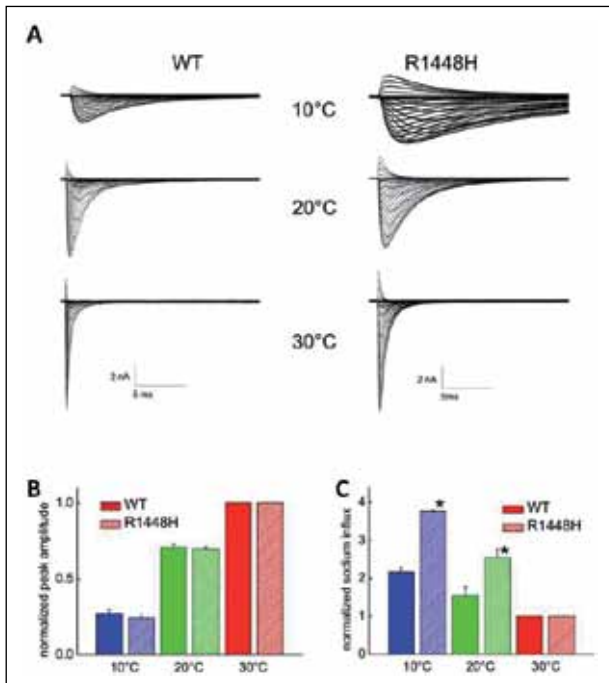 A
WT
R1448H
10°C
20°C
30°C
2 nA
5 ms
2 nA
5ms
B
normalized peak amplitude
1.0
0.5
0.0
WT
R1448H
10°C 20°C 30°C
C
normalized sodium influx
4
3
2
1
0
WT
R1448H
★
★
10°C 20°C 30°C